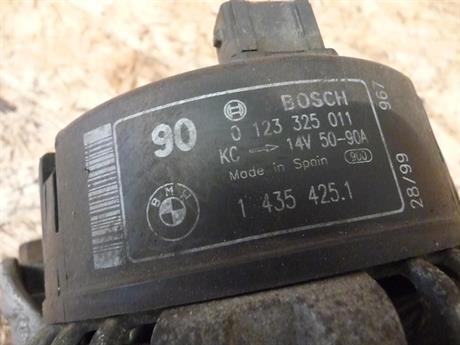 BOSCH
90
0 123 325 011
KC → 14V 50-90A
Made in Spain 900
BMW
1 435 425.1
967
28/99